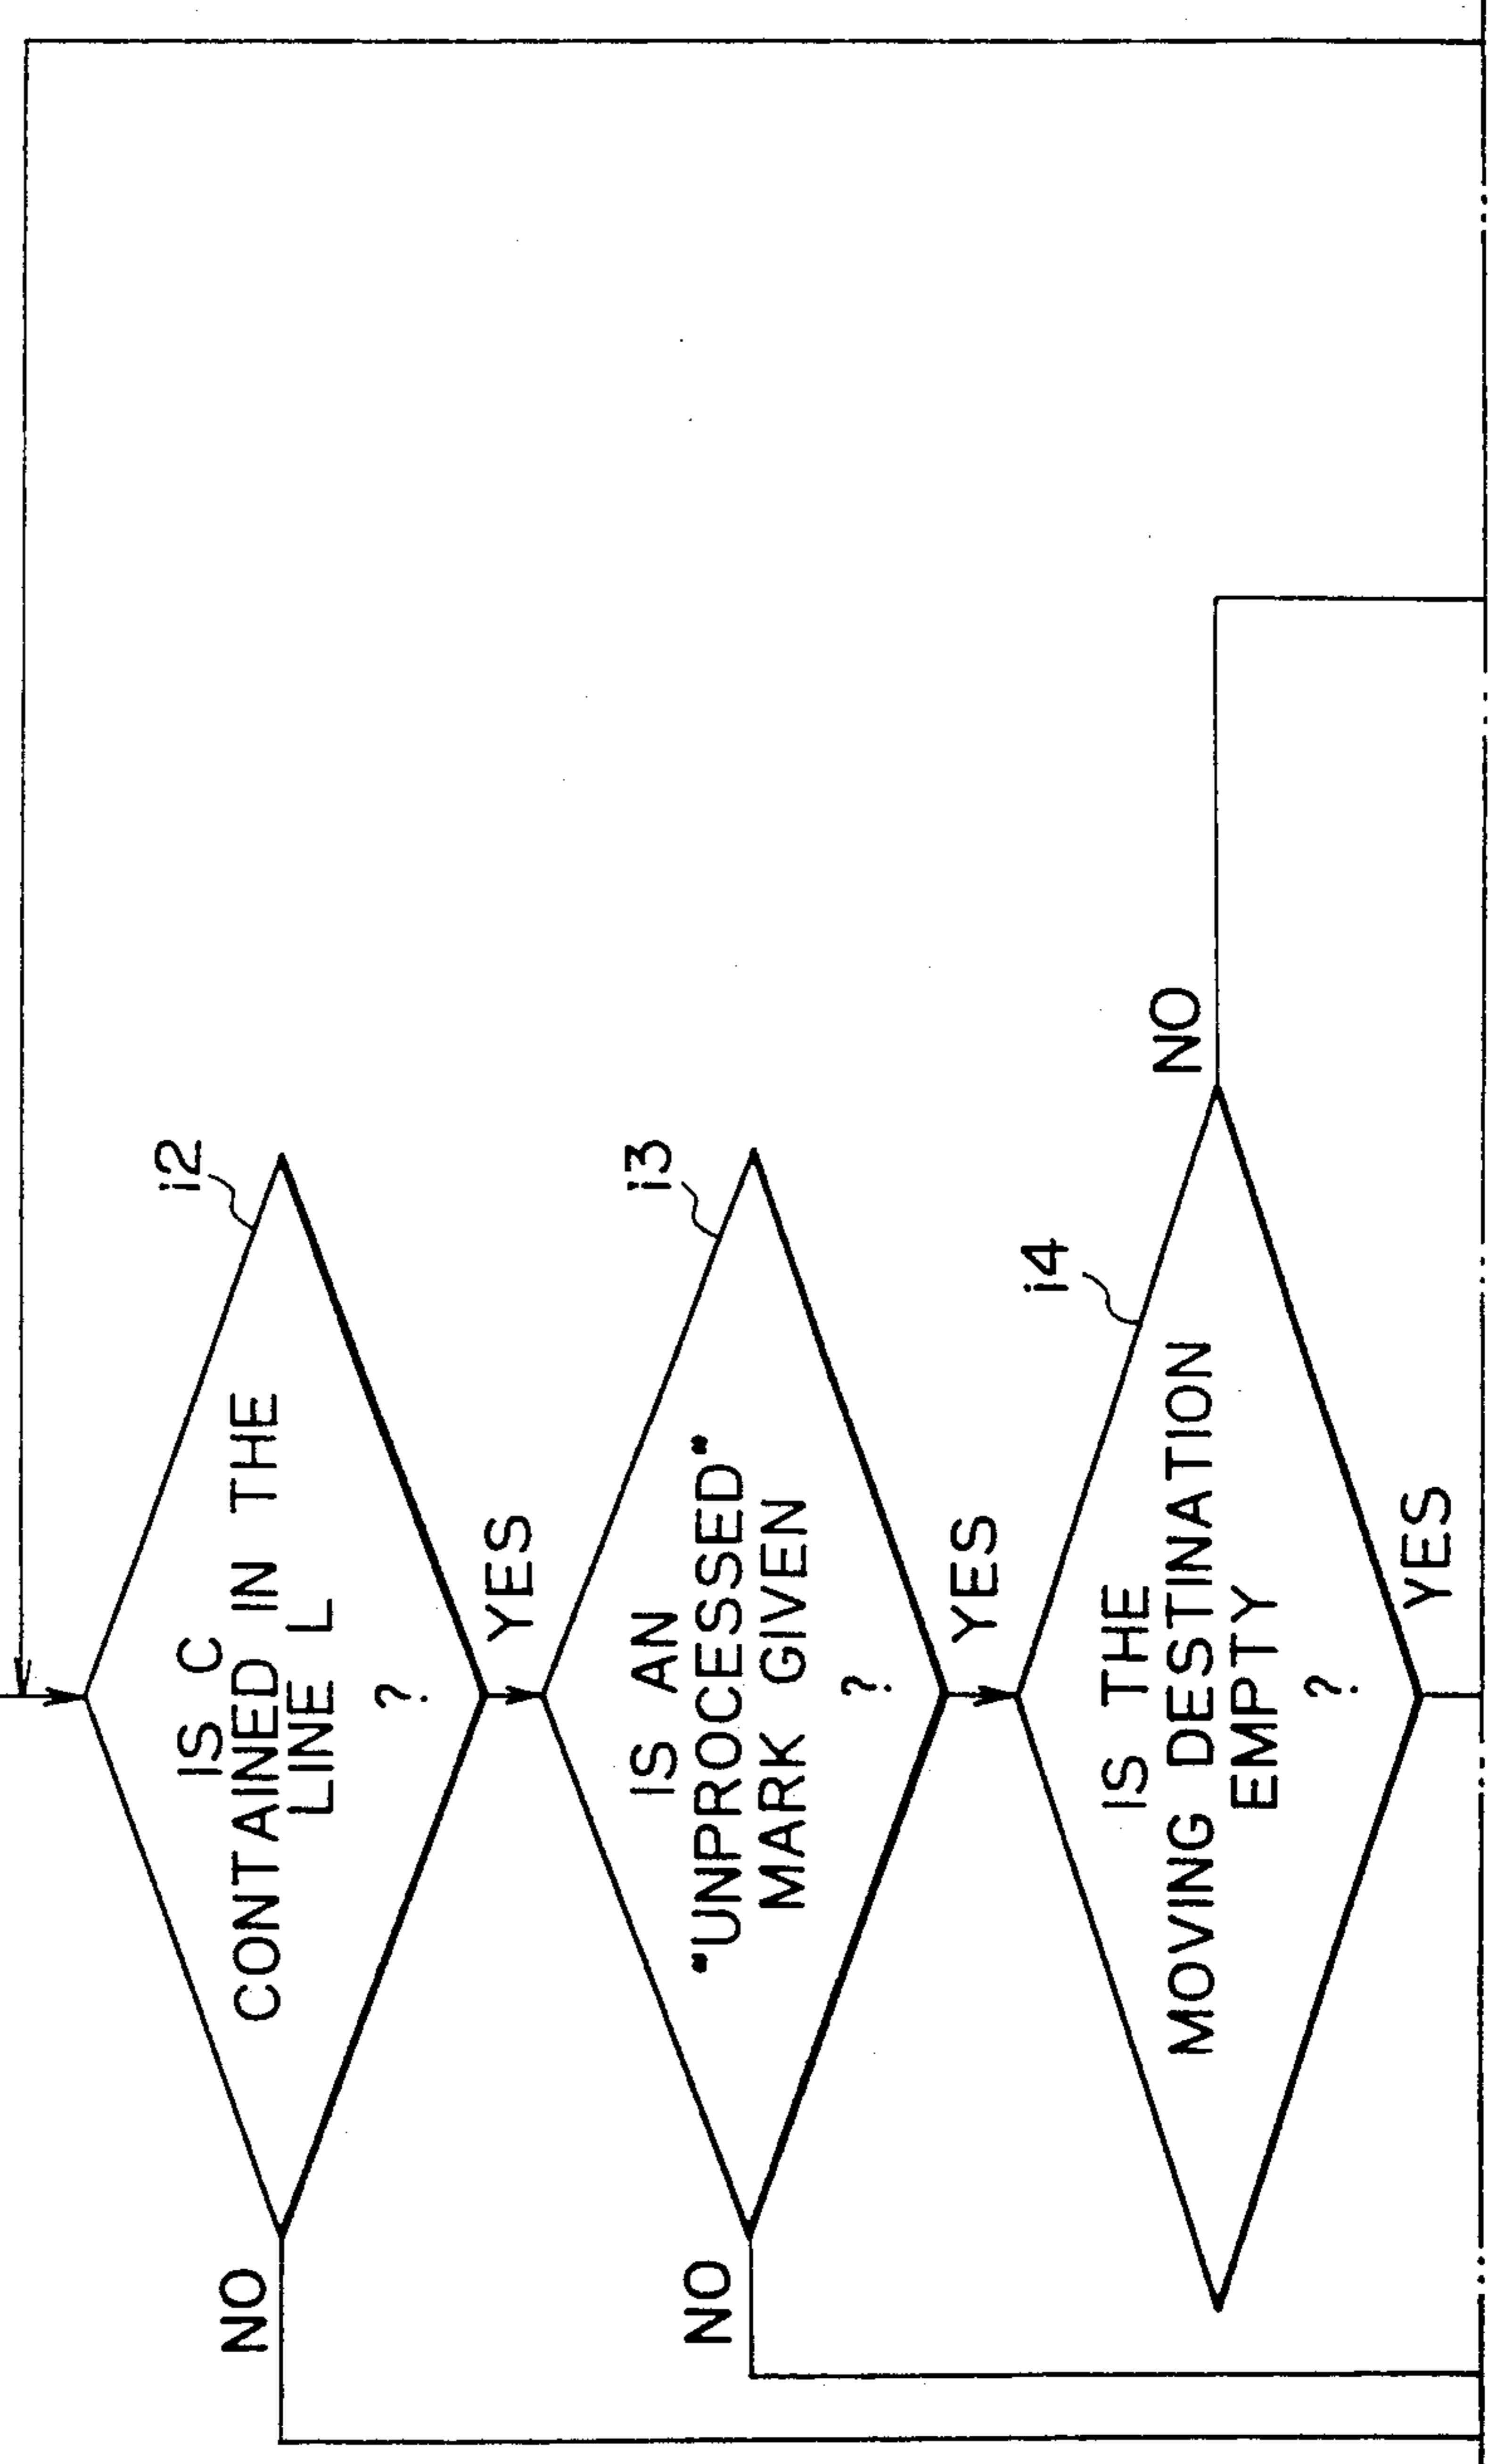 i2
IS C
CONTAINED IN THE
LINE L
?
NO
YES
i3
IS AN
"UNPROCESSED"
MARK GIVEN
?
NO
YES
i4
IS THE
MOVING DESTINATION
EMPTY
?
NO
YES